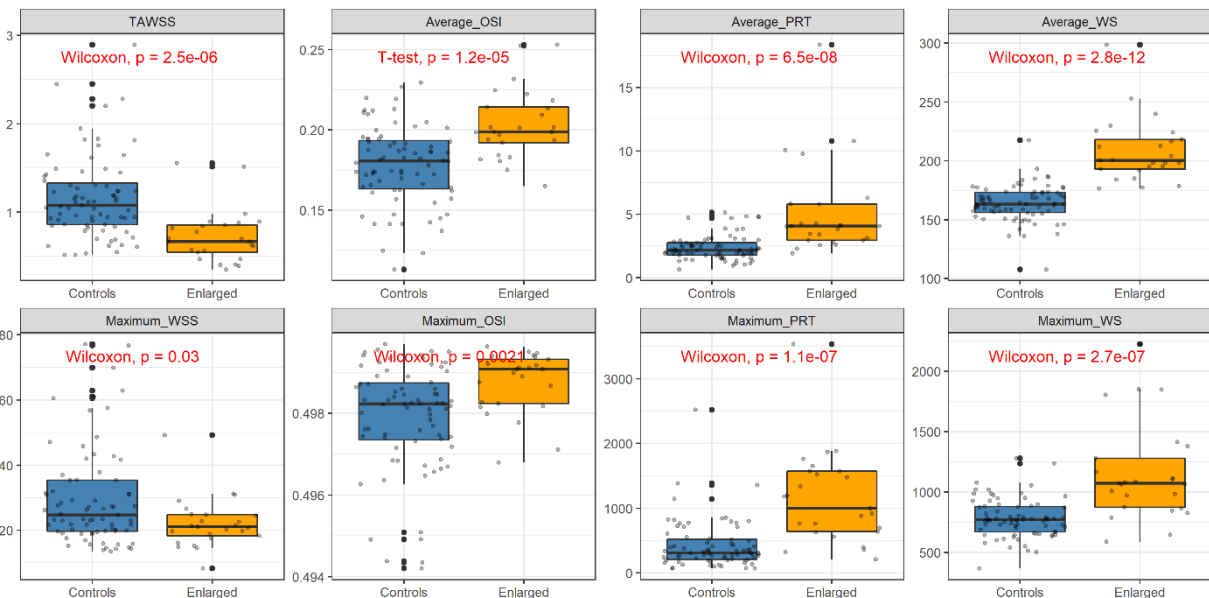 TAWSS
Average_OSI
Average_PRT
Average_WS
Wilcoxon, p = 2.5e-06
T-test, p = 1.2e-05
Wilcoxon, p = 6.5e-08
Wilcoxon, p = 2.8e-12
3
2
1
0.25
0.20
0.15
15
10
5
0
300
250
200
150
100
Controls
Enlarged
Controls
Enlarged
Controls
Enlarged
Controls
Enlarged
Maximum_WSS
Maximum_OSI
Maximum_PRT
Maximum_WS
Wilcoxon, p = 0.03
Wilcoxon, p = 0.0021
Wilcoxon, p = 1.1e-07
Wilcoxon, p = 2.7e-07
80
60
40
20
0.498
0.496
0.494
3000
2000
1000
0
2000
1500
1000
500
Controls
Enlarged
Controls
Enlarged
Controls
Enlarged
Controls
Enlarged